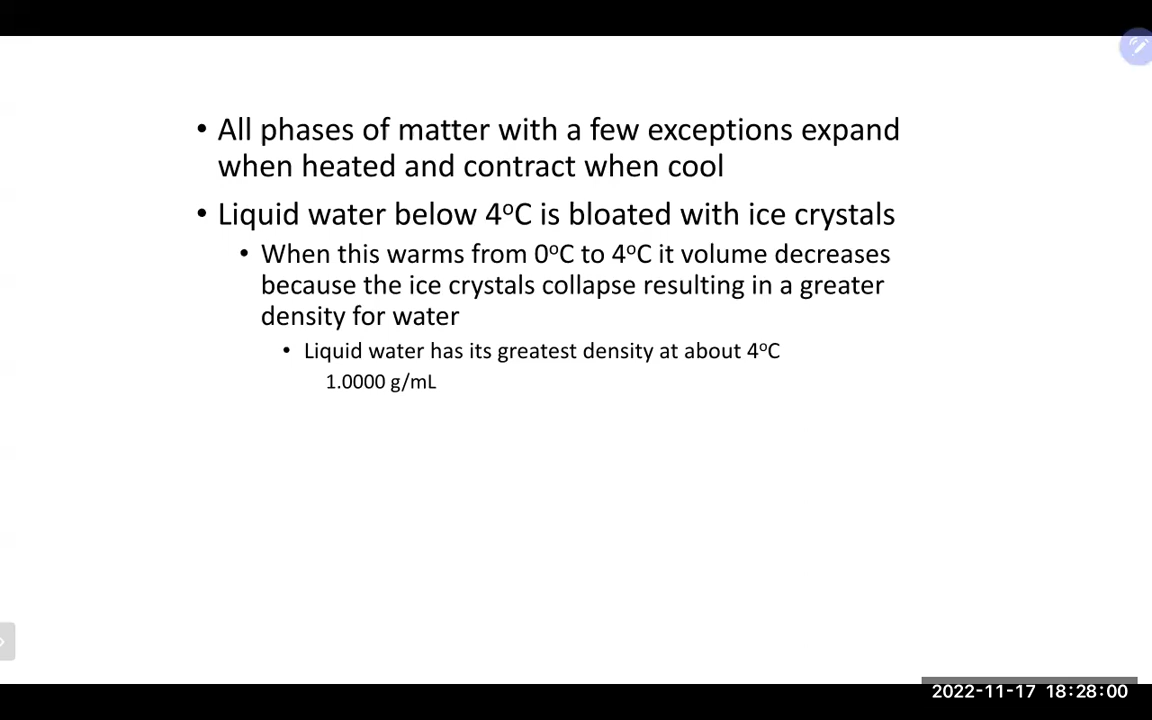 • All phases of matter with a few exceptions expand
when heated and contract when cool
• Liquid water below 4ºC is bloated with ice crystals
• When this warms from 0ºC to 4ºC it volume decreases
because the ice crystals collapse resulting in a greater
density for water
• Liquid water has its greatest density at about 4ºC
1.0000 g/mL
2022-11-17 18:28:00